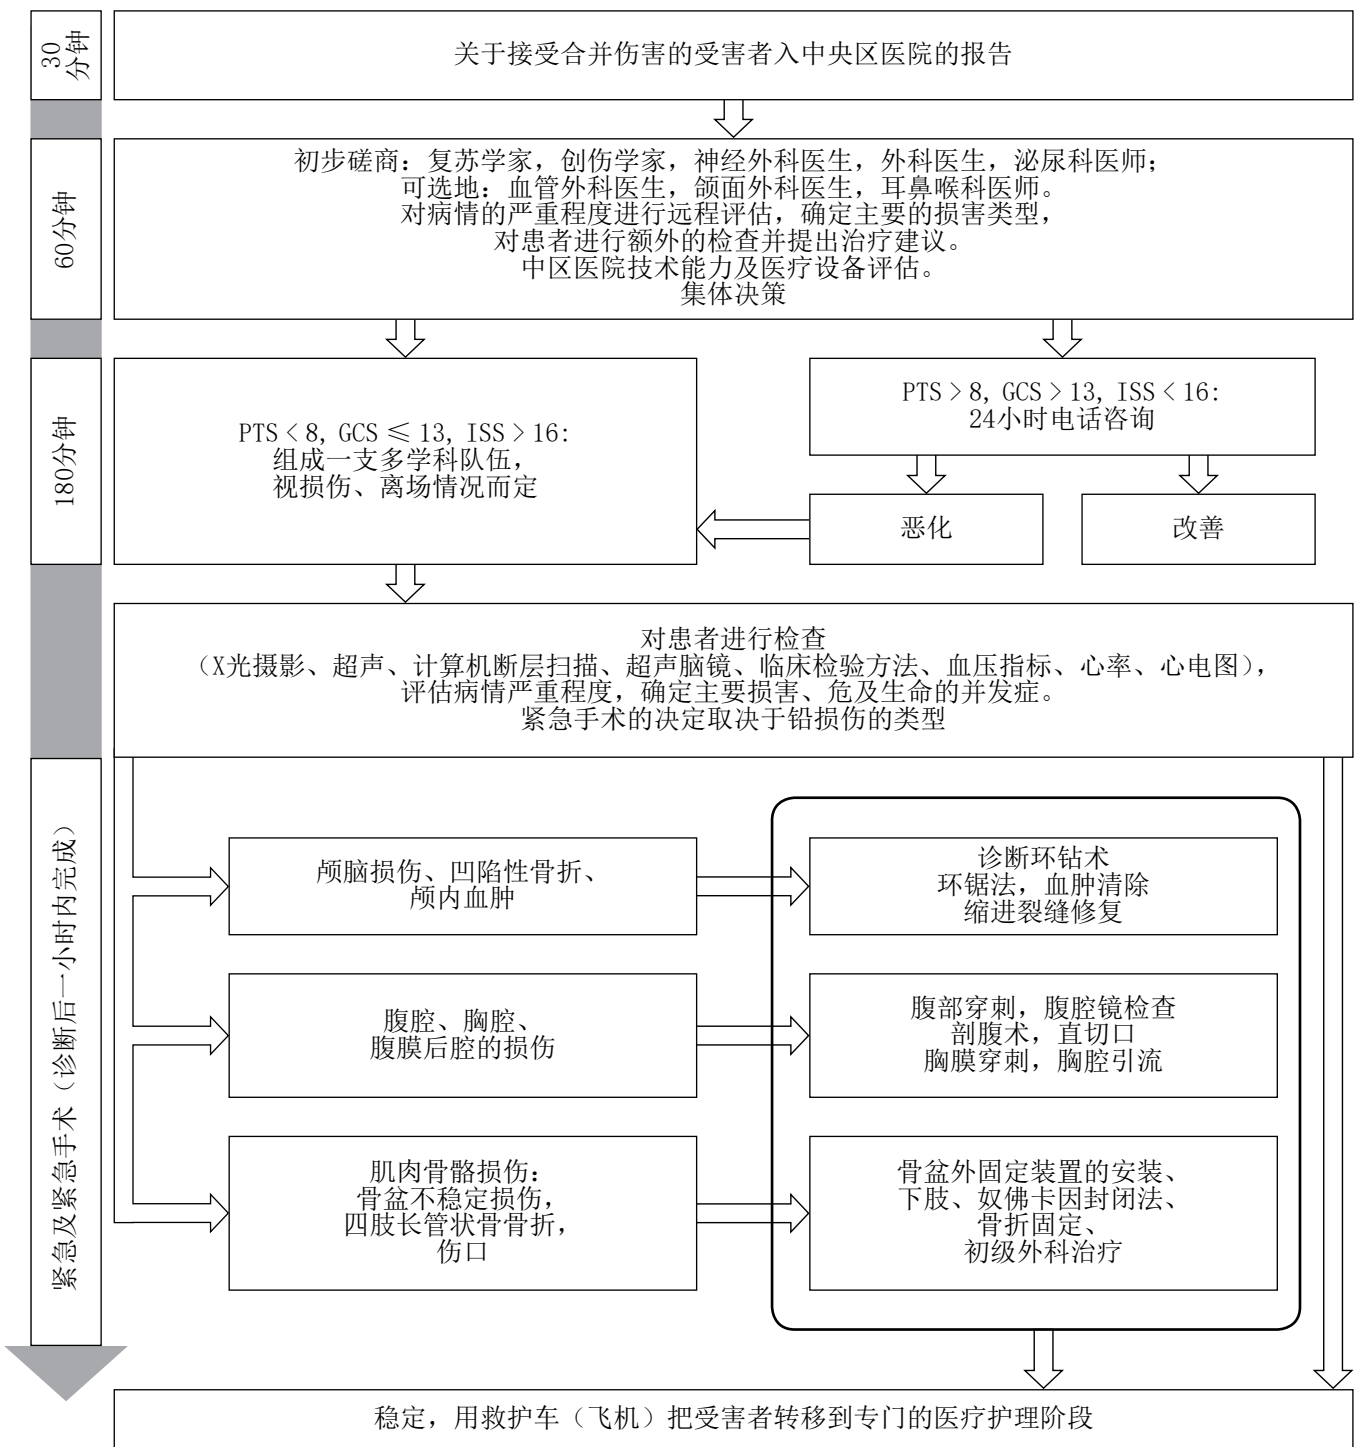 30
分钟
关于接受合并伤害的受害者入中央区医院的报告
60分钟
初步磋商：复苏学家，创伤学家，神经外科医生，外科医生，泌尿科医师；
可选地：血管外科医生，颌面外科医生，耳鼻喉科医师。
对病情的严重程度进行远程评估，确定主要的损害类型，
对患者进行额外的检查并提出治疗建议。
中区医院技术能力及医疗设备评估。
集体决策
180分钟
PTS < 8, GCS ≤ 13, ISS > 16:
组成一支多学科队伍，
视损伤、离场情况而定
PTS > 8, GCS > 13, ISS < 16:
24小时电话咨询
恶化
改善
对患者进行检查
（X光摄影、超声、计算机断层扫描、超声脑镜、临床检验方法、血压指标、心率、心电图），
评估病情严重程度，确定主要损害、危及生命的并发症。
紧急手术的决定取决于铅损伤的类型
紧急及紧急手术（诊断后一小时内完成）
颅脑损伤、凹陷性骨折、
颅内血肿
诊断环钻术
环锯法，血肿清除
缩进裂缝修复
腹腔、胸腔、
腹膜后腔的损伤
腹部穿刺，腹腔镜检查
剖腹术，直切口
胸膜穿刺，胸腔引流
肌肉骨骼损伤：
骨盆不稳定损伤，
四肢长管状骨骨折，
伤口
骨盆外固定装置的安装、
下肢、奴佛卡因封闭法、
骨折固定、
初级外科治疗
稳定，用救护车（飞机）把受害者转移到专门的医疗护理阶段